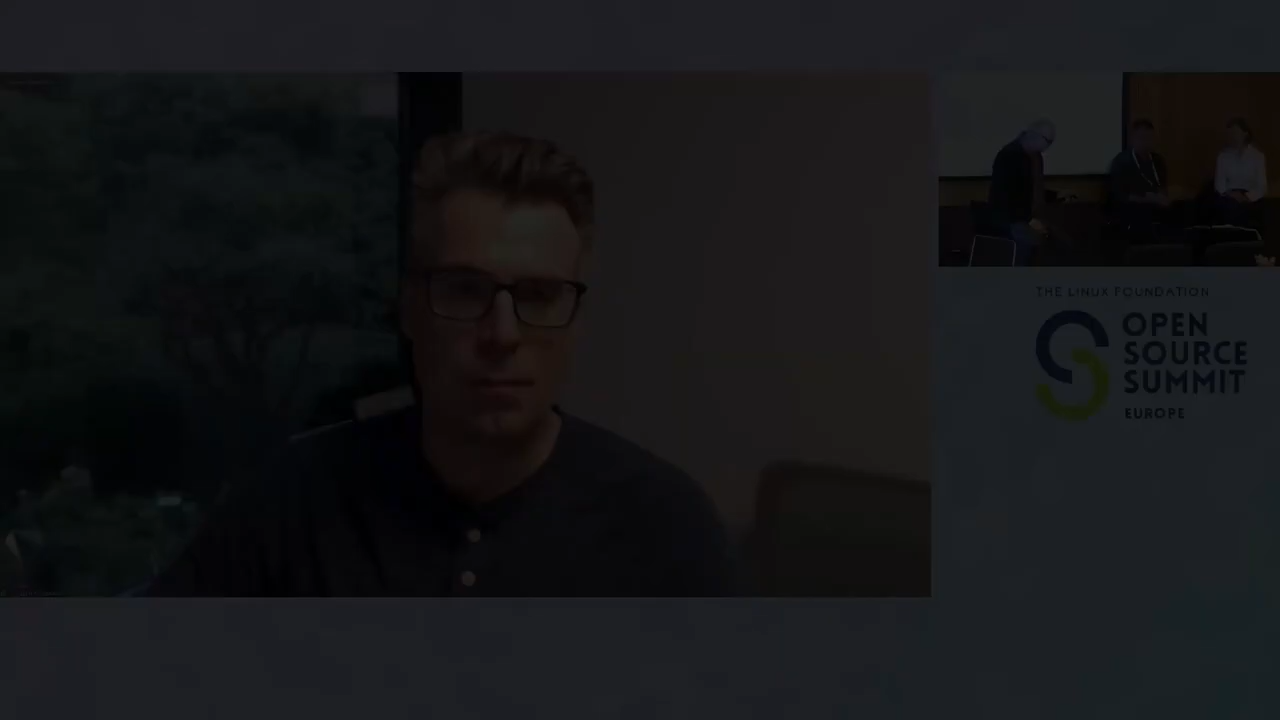 THE LINUX FOUNDATION
OPEN
SOURCE
SUMMIT
EUROPE